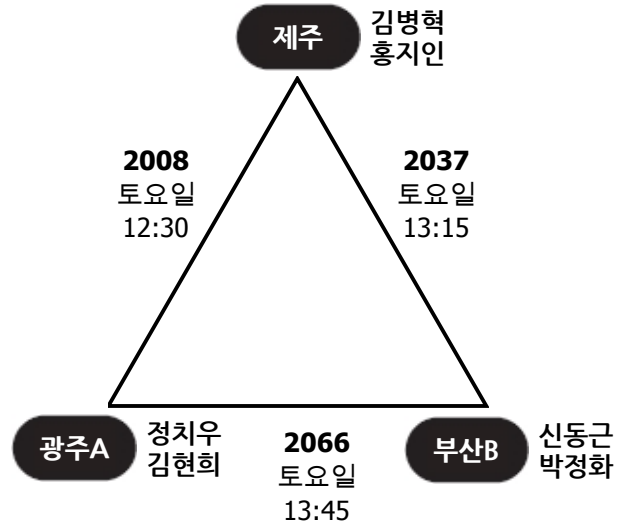 제주
김병혁
홍지인
2008
토요일
12:30
2037
토요일
13:15
광주A
정치우
김현희
2066
토요일
13:45
부산B
신동근
박정화